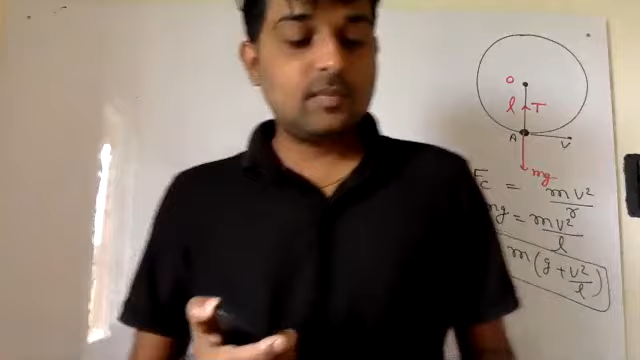 O
l T
A
v
mg
Fc = mv²/r
mg = mv²/l
m(g + v²/l)